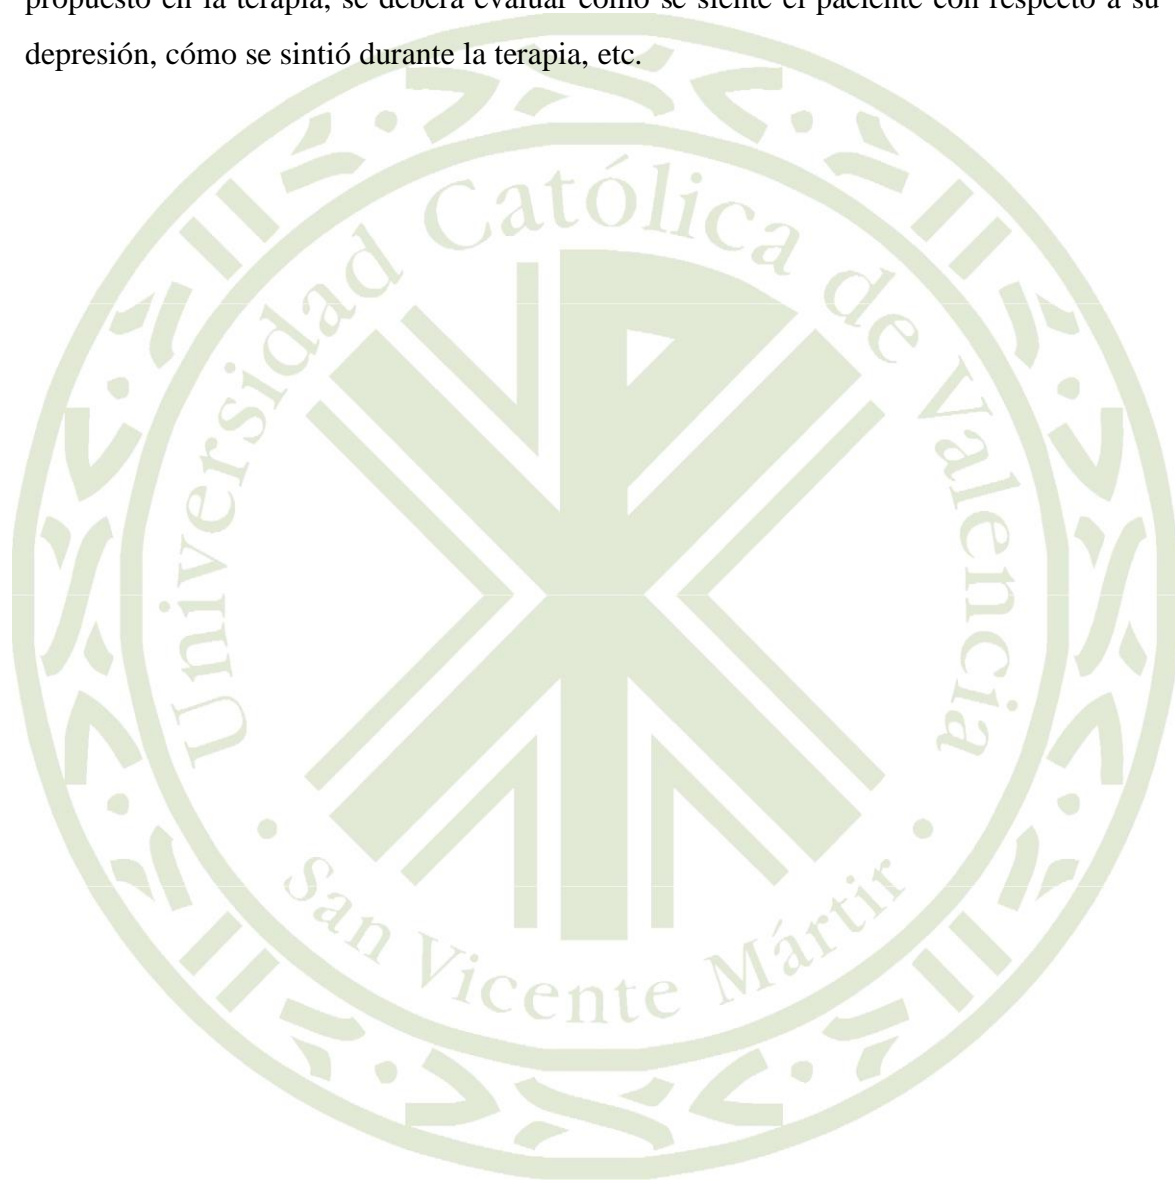 propuesto en la terapia, se deberá evaluar cómo se siente el paciente con respecto a su
depresión, cómo se sintió durante la terapia, etc.
Universidad Católica de Valencia
• San Vicente Mártir •